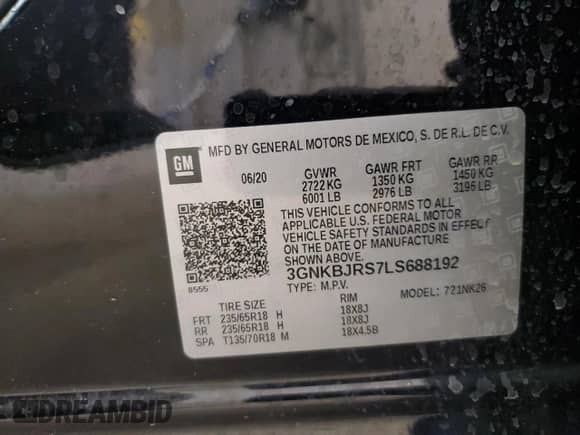 GM
MFD BY GENERAL MOTORS DE MEXICO, S. DE R.L. DE C.V.
06/20 GVWR GAWR FRT GAWR RR
2722 KG 1350 KG 1450 KG
6001 LB 2976 LB 3196 LB
THIS VEHICLE CONFORMS TO ALL
APPLICABLE U.S. FEDERAL MOTOR
VEHICLE SAFETY STANDARDS IN EFFECT
ON THE DATE OF MANUFACTURE
SHOWN ABOVE.
3GNKBJRS7LS688192
8555
TYPE: M.P.V. MODEL: 721NK26
TIRE SIZE RIM
FRT 235/65R18 H 18X8J
RR 235/65R18 H 18X8J
SPA T135/70R18 M 18X4.5B
DREAMBID